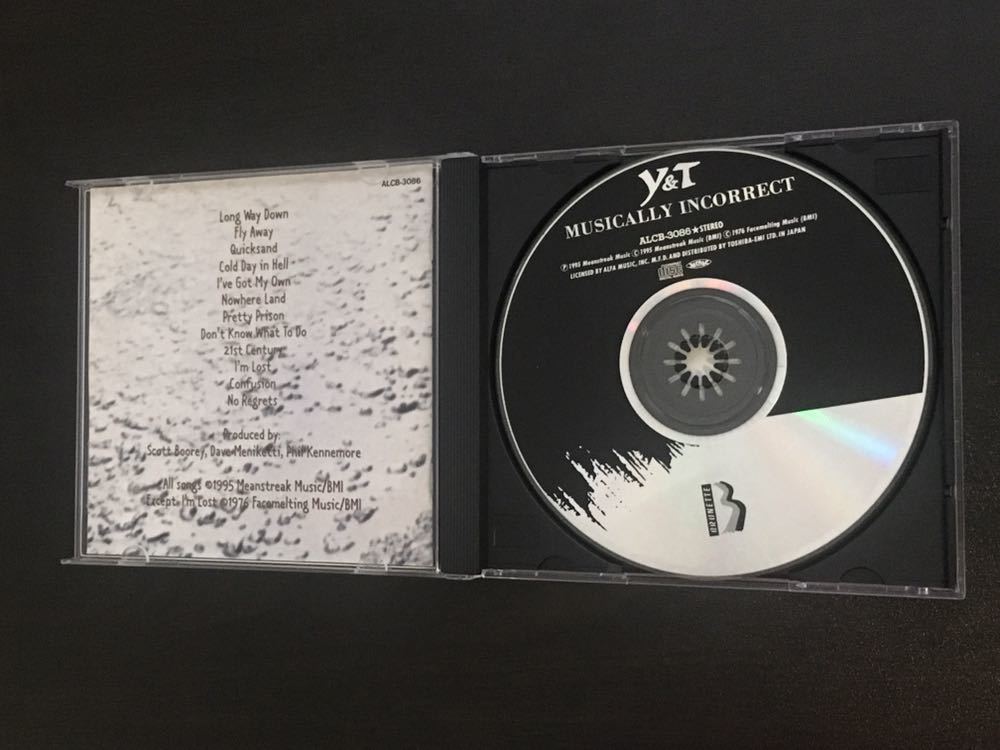 ALCB-3086
Long Way Down
Fly Away
Quicksand
Cold Day in Hell
I've Got My Own
Nowhere Land
Pretty Prison
Don't Know What To Do
21st Century
I'm Lost
Confusion
No Regrets
Produced by:
Scott Boorey, Dave Meniketti, Phil Kennemore
All songs ©1995 Meanstreak Music/BMI
Except I'm Lost ©1976 Facemelting Music/BMI
Y&T
MUSICALLY INCORRECT
ALCB-3086★STEREO
Ⓟ1995 Meanstreak Music Ⓒ1995 Meanstreak Music (BMI) Ⓒ 1976 Facemelting Music (BMI)
LICENSED BY ALFA MUSIC, INC. M.F.D. AND DISTRIBUTED BY TOSHIBA-EMI LTD. IN JAPAN
BRUNETTE